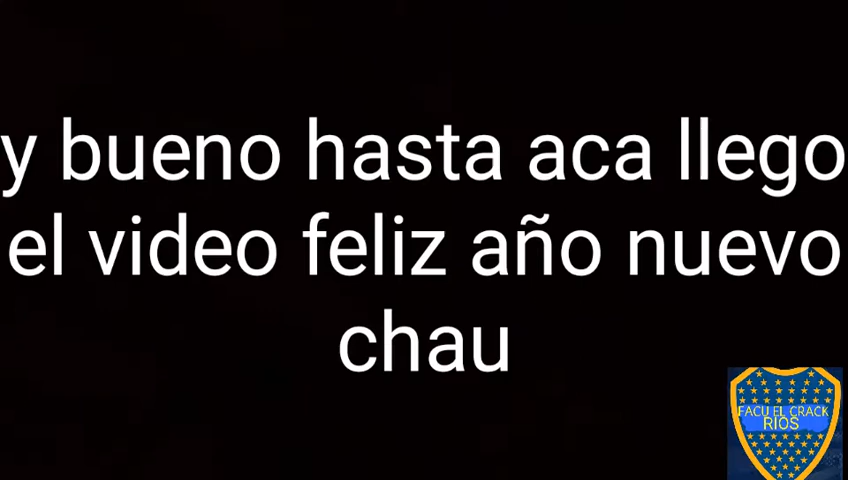 y bueno hasta aca llego
el video feliz año nuevo
chau
FACU EL CRACK
RIOS